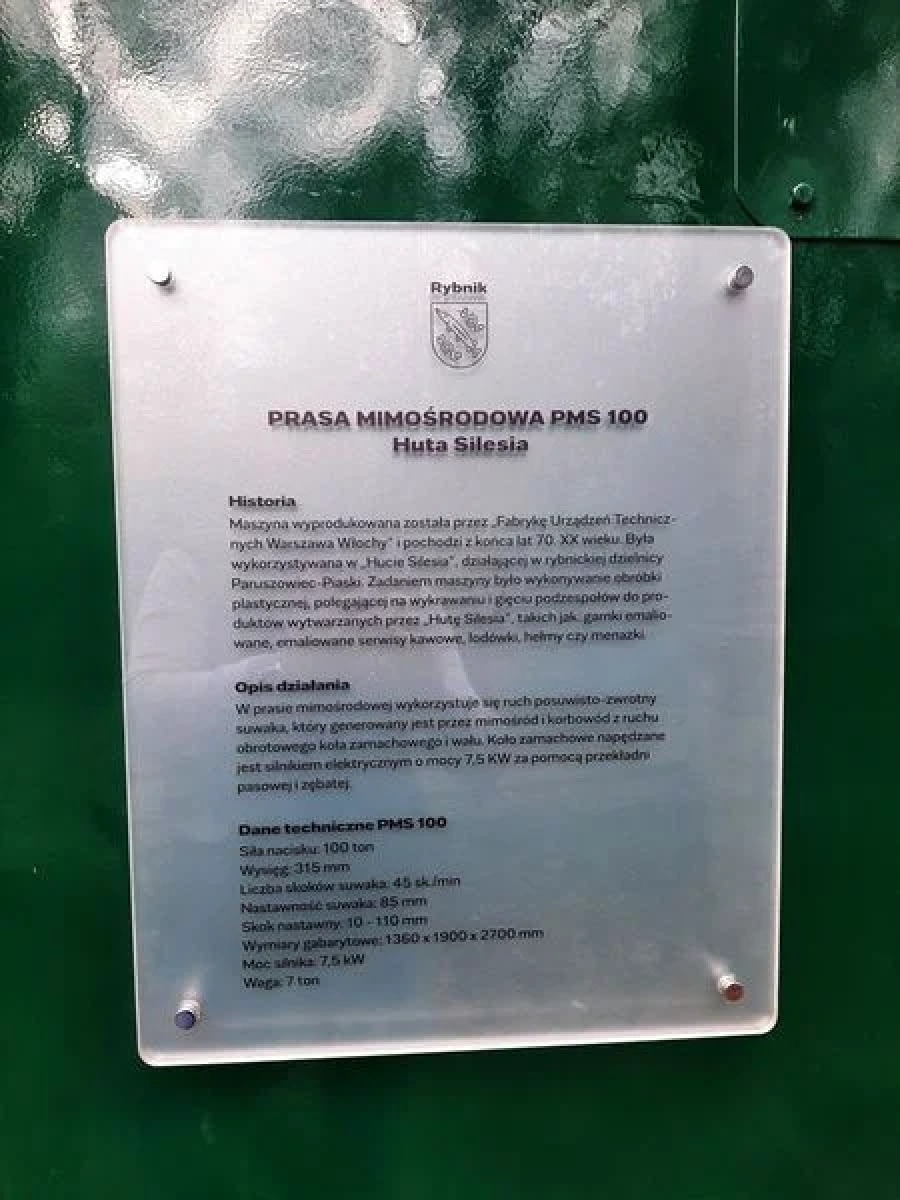 Rybnik
PRASA MIMOŚRODOWA PMS 100
Huta Silesia
Historia
Maszyna wyprodukowana została przez „Fabrykę Urządzeń Technicz-
nych Warszawa Włochy” i pochodzi z końca lat 70. XX wieku. Była
wykorzystywana w „Hucie Silesia”, działającej w rybnickiej dzielnicy
Paruszowiec-Piaski. Zadaniem maszyny było wykonywanie obróbki
plastycznej, polegającej na wykrawaniu i gięciu podzespołów do pro-
duktów wytwarzanych przez „Hutę Silesia”, takich jak: garnki emalio-
wane, emaliowane serwisy kawowe, lodówki, hełmy czy menażki.
Opis działania
W prasie mimośrodowej wykorzystuje się ruch posuwisto-zwrotny
suwaka, który generowany jest przez mimośród i korbowód z ruchu
obrotowego koła zamachowego i wału. Koło zamachowe napędzane
jest silnikiem elektrycznym o mocy 7,5 KW za pomocą przekładni
pasowej i zębatej.
Dane techniczne PMS 100
Siła nacisku: 100 ton
Wysięg: 315 mm
Liczba skoków suwaka: 45 sk./min
Nastawność suwaka: 85 mm
Skok nastawny: 10 - 110 mm
Wymiary gabarytowe: 1360 x 1900 x 2700 mm
Moc silnika: 7,5 kW
Waga: 7 ton